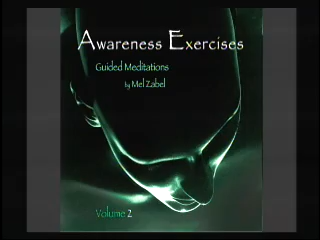 Awareness Exercises
Guided Meditations
by Mel Zabel
Volume 2